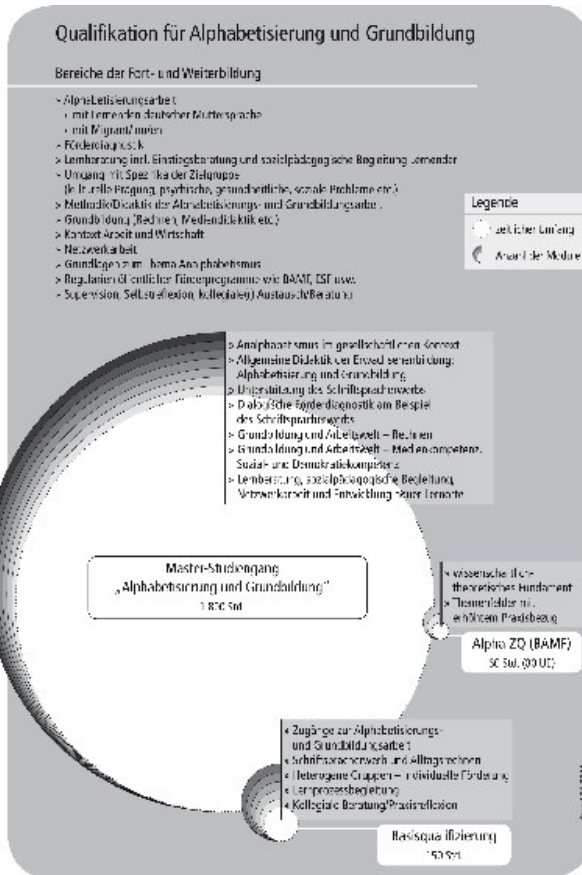 Qualifikation für Alphabetisierung und Grundbildung
Bereiche der Fort- und Weiterbildung
> Alphabetisierungsarbeit
• mit Lernenden deutscher Muttersprache
• mit Migrant/innen
> Förderdiagnostik
> Lernberatung incl. Einstiegsberatung und sozialpädagogische Begleitung Lernender
> Umgang mit Spezifika der Zielgruppe
(kulturelle Prägung, psychische, gesundheitliche, soziale Probleme etc.)
> Methodik/Didaktik der Alphabetisierungs- und Grundbildungsarbeit
> Grundbildung (Rechnen, Mediendidaktik etc.)
> Kontext Arbeit und Wirtschaft
> Netzwerkarbeit
> Grundlagen zum Thema Analphabetismus
> Regularien öffentlicher Förderprogramme wie BAMF, ESF usw.
> Supervision, Selbstreflexion, kollegiale(r) Austausch/Beratung
Legende
zeitlicher Umfang
Anzahl der Module
> Analphabetismus im gesellschaftlichen Kontext
> Allgemeine Didaktik der Erwachsenenbildung:
Alphabetisierung und Grundbildung
> Unterstützung des Schriftspracherwerbs
> Dialogische Förderdiagnostik am Beispiel
des Schriftspracherwerbs
> Grundbildung und Arbeitswelt – Rechnen
> Grundbildung und Arbeitswelt – Medienkompetenz,
Sozial- und Demokratiekompetenz
> Lernberatung, sozialpädagogische Begleitung,
Netzwerkarbeit und Entwicklung neuer Lernorte
Master-Studiengang
„Alphabetisierung und Grundbildung“
1 800 Std.
> wissenschaftlich-
theoretisches Fundament
> Themenfelder mit
erhöhtem Praxisbezug
Alpha ZQ (BAMF)
60 Std. (80 UE)
• Zugänge zur Alphabetisierungs-
und Grundbildungsarbeit
• Schriftspracherwerb und Alltagsrechnen
• Heterogene Gruppen – individuelle Förderung
• Lernprozessbegleitung
• Kollegiale Beratung/Praxisreflexion
Basisqualifizierung
150 Std.